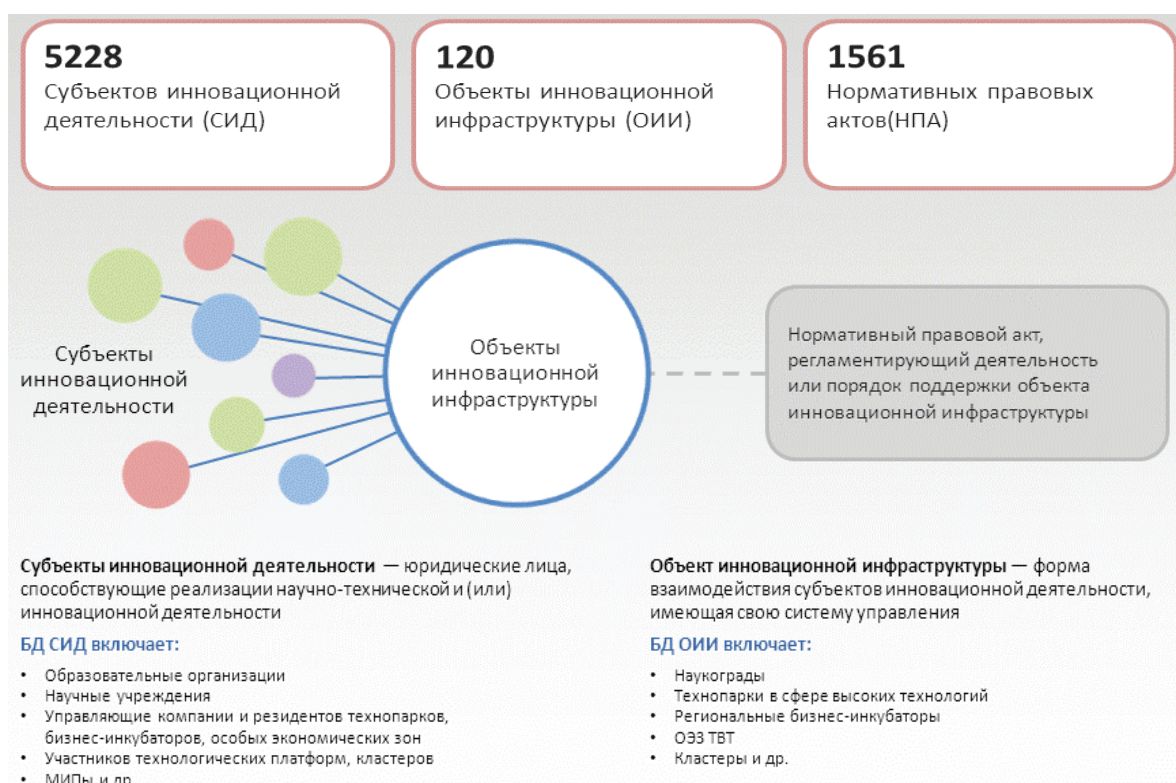 5228
Субъектов инновационной
деятельности (СИД)
120
Объекты инновационной
инфраструктуры (ОИИ)
1561
Нормативных правовых
актов(НПА)
Субъекты
инновационной
деятельности
Объекты
инновационной
инфраструктуры
Нормативный правовой акт,
регламентирующий деятельность
или порядок поддержки объекта
инновационной инфраструктуры
Субъекты инновационной деятельности — юридические лица,
способствующие реализации научно-технической и (или)
инновационной деятельности
БД СИД включает:
• Образовательные организации
• Научные учреждения
• Управляющие компании и резидентов технопарков,
бизнес-инкубаторов, особых экономических зон
• Участников технологических платформ, кластеров
• МИПы и др.
Объект инновационной инфраструктуры — форма
взаимодействия субъектов инновационной деятельности,
имеющая свою систему управления
БД ОИИ включает:
• Наукограды
• Технопарки в сфере высоких технологий
• Региональные бизнес-инкубаторы
• ОЭЗ ТВТ
• Кластеры и др.